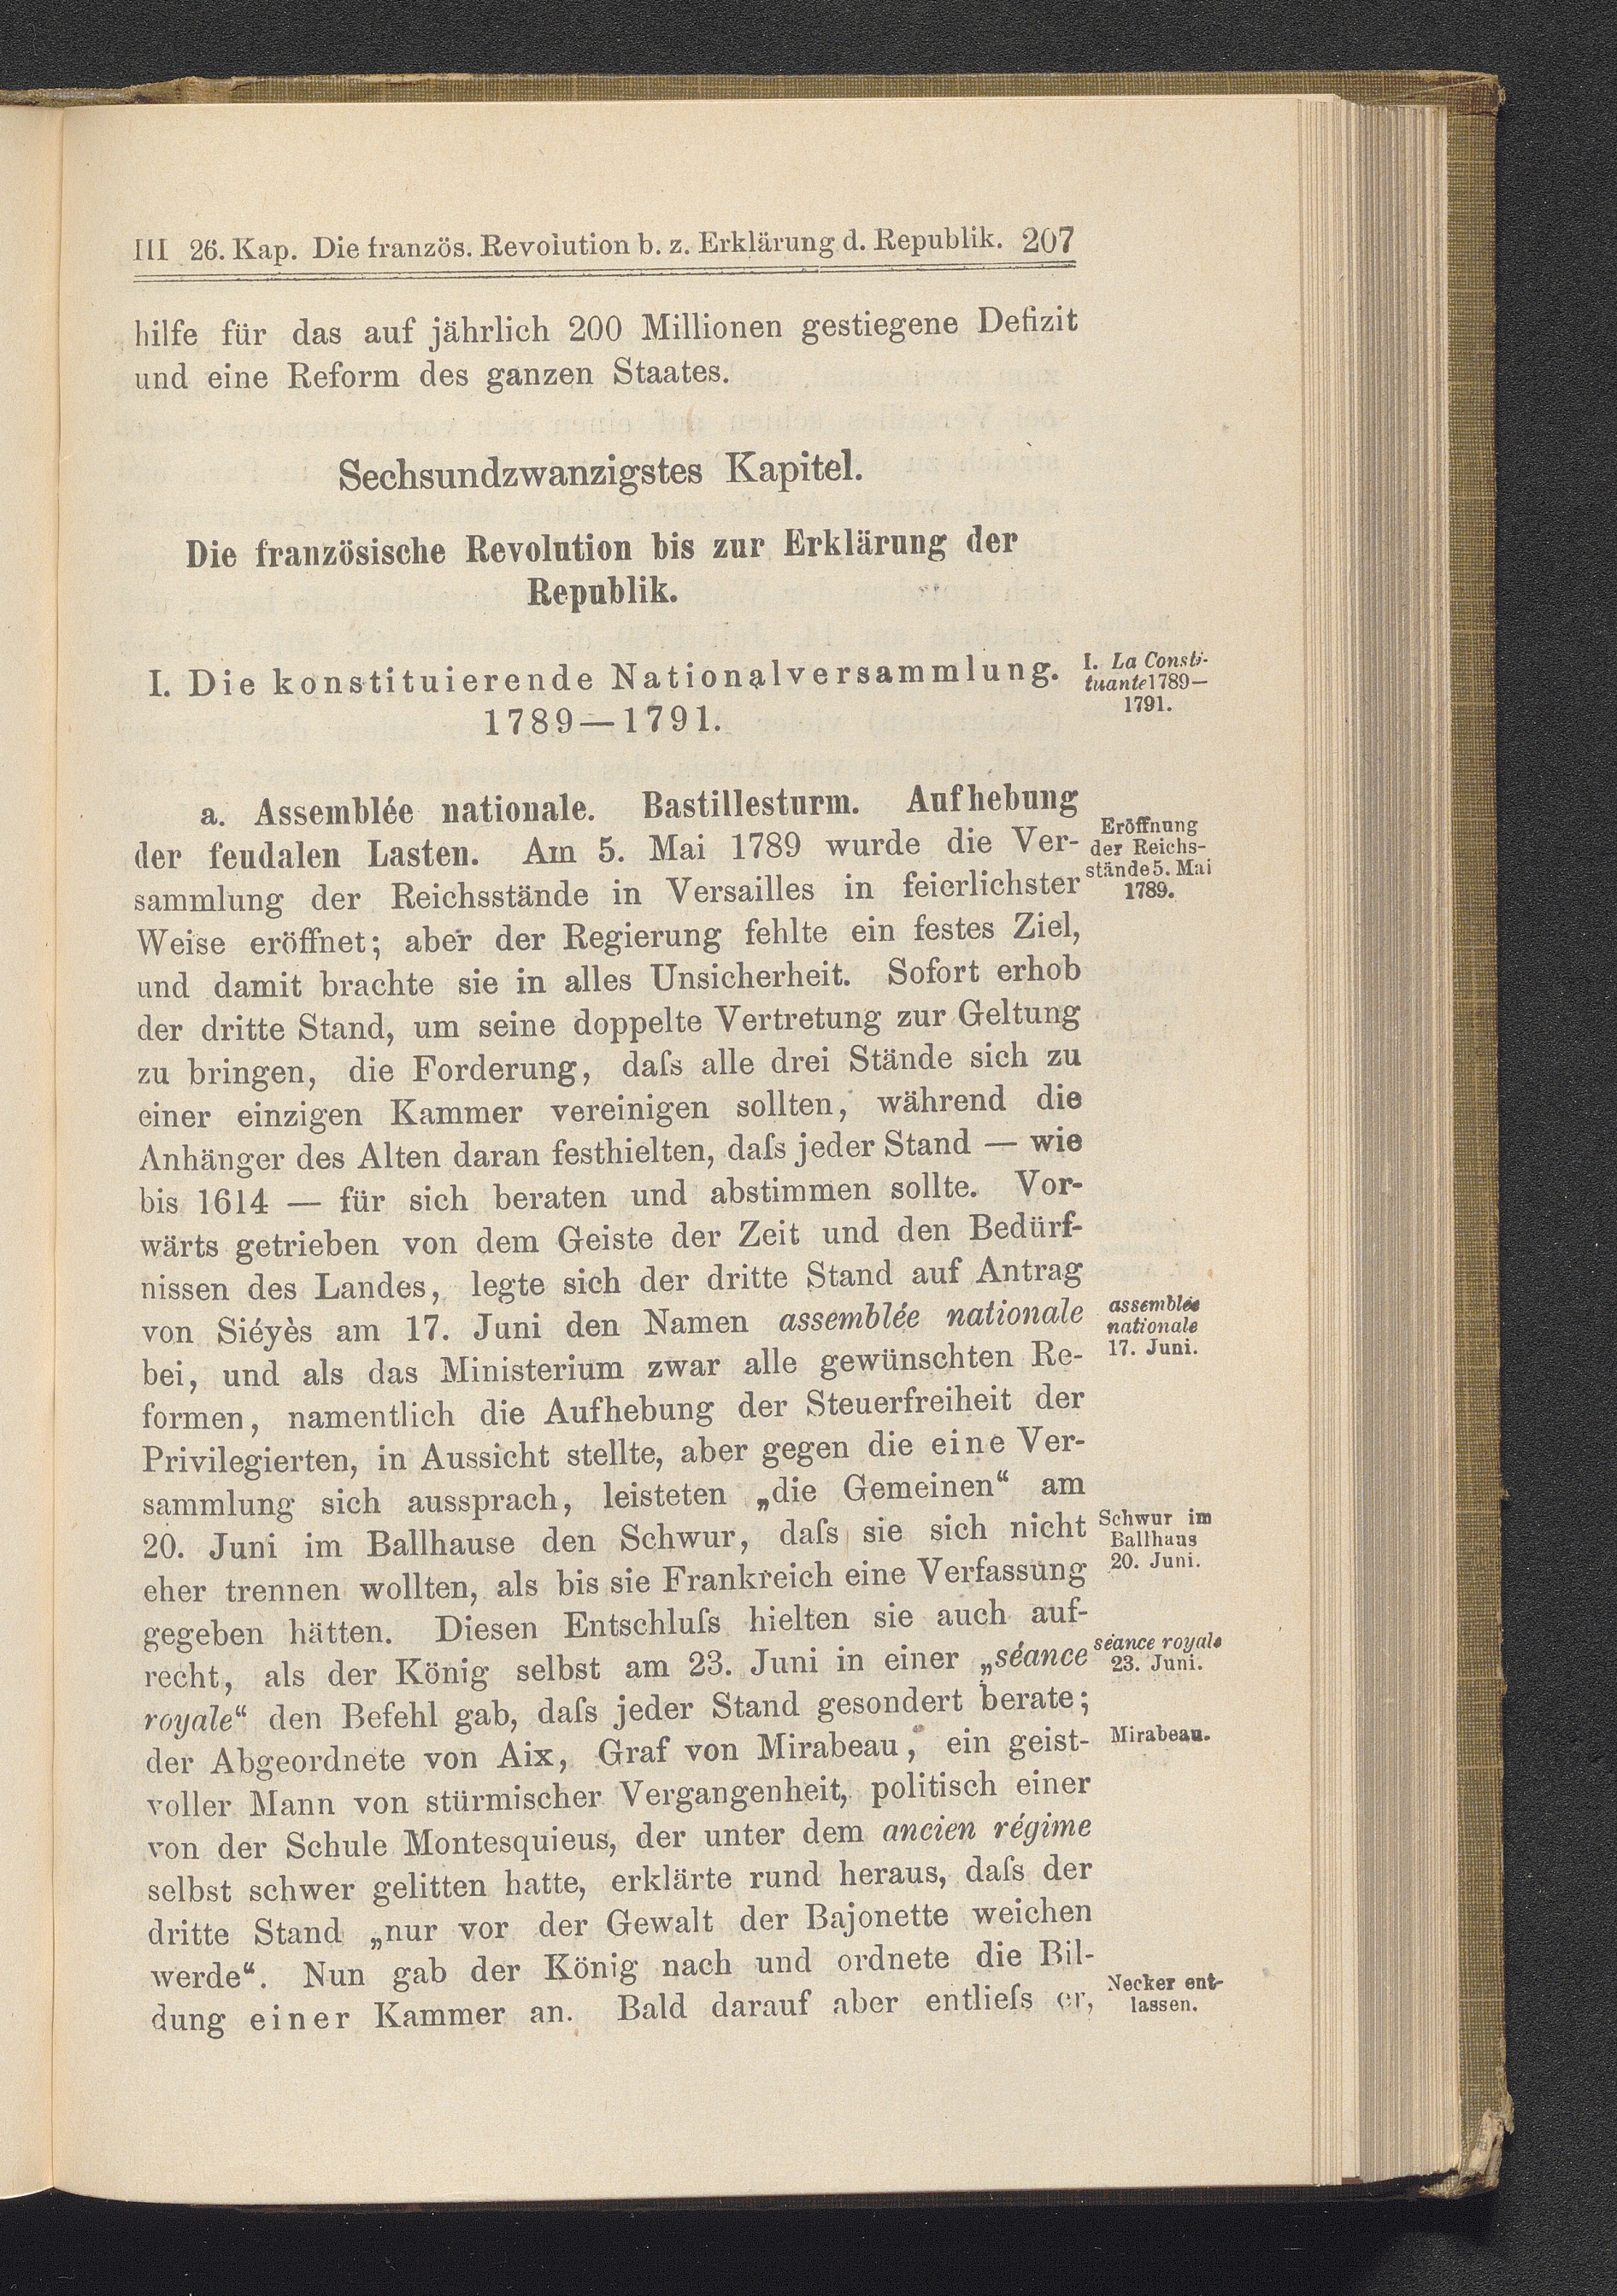 III 26. Kap. Die französ. Revolution b. z. Erklärung d. Republik. 207
hilfe für das auf jährlich 200 Millionen gestiegene Defizit
und eine Reform des ganzen Staates.
Sechsundzwanzigstes Kapitel.
Die französische Revolution bis zur Erklärung der
Republik.
I. Die konstituierende Nationalversammlung.
1789—1791.
I. La Consti-
tuante 1789—
1791.
a. Assemblée nationale. Bastillesturm. Aufhebung
der feudalen Lasten. Am 5. Mai 1789 wurde die Ver-
sammlung der Reichsstände in Versailles in feierlichster
Weise eröffnet; aber der Regierung fehlte ein festes Ziel,
und damit brachte sie in alles Unsicherheit. Sofort erhob
der dritte Stand, um seine doppelte Vertretung zur Geltung
zu bringen, die Forderung, daſs alle drei Stände sich zu
einer einzigen Kammer vereinigen sollten, während die
Anhänger des Alten daran festhielten, daſs jeder Stand — wie
bis 1614 — für sich beraten und abstimmen sollte. Vor-
wärts getrieben von dem Geiste der Zeit und den Bedürf-
nissen des Landes, legte sich der dritte Stand auf Antrag
von Siéyès am 17. Juni den Namen assemblée nationale
bei, und als das Ministerium zwar alle gewünschten Re-
formen, namentlich die Aufhebung der Steuerfreiheit der
Privilegierten, in Aussicht stellte, aber gegen die eine Ver-
sammlung sich aussprach, leisteten „die Gemeinen“ am
20. Juni im Ballhause den Schwur, daſs sie sich nicht
eher trennen wollten, als bis sie Frankreich eine Verfassung
gegeben hätten. Diesen Entschluſs hielten sie auch auf-
recht, als der König selbst am 23. Juni in einer „séance
royale“ den Befehl gab, daſs jeder Stand gesondert berate;
der Abgeordnete von Aix, Graf von Mirabeau, ein geist-
voller Mann von stürmischer Vergangenheit, politisch einer
von der Schule Montesquieus, der unter dem ancien régime
selbst schwer gelitten hatte, erklärte rund heraus, daſs der
dritte Stand „nur vor der Gewalt der Bajonette weichen
werde“. Nun gab der König nach und ordnete die Bil-
dung einer Kammer an. Bald darauf aber entlieſs er,
Eröffnung
der Reichs-
stände 5. Mai
1789.
assemblée
nationale
17. Juni.
Schwur im
Ballhaus
20. Juni.
séance royale
23. Juni.
Mirabeau.
Necker ent-
lassen.